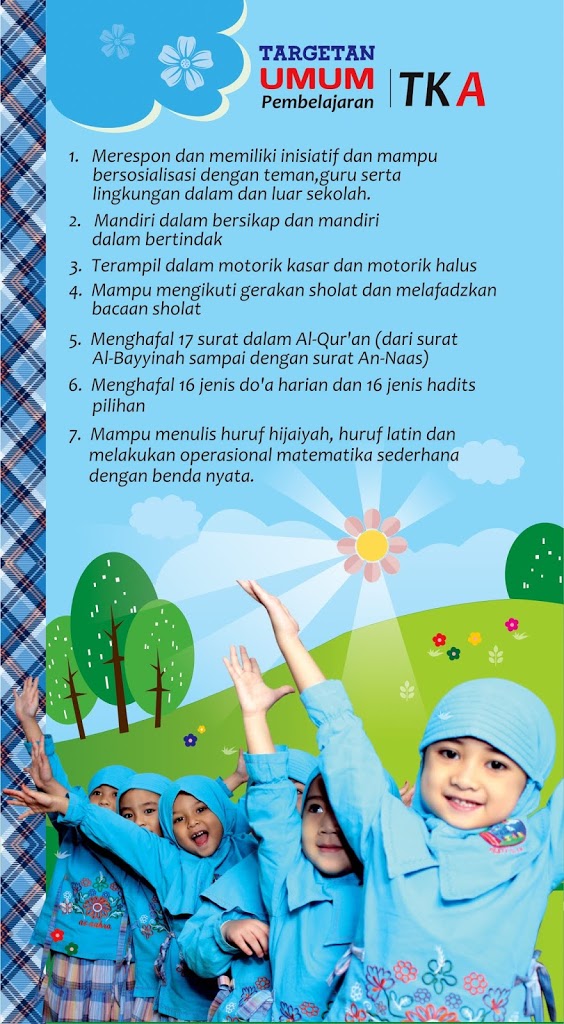 TARGETAN
UMUM
Pembelajaran
TK A
1. Merespon dan memiliki inisiatif dan mampu
bersosialisasi dengan teman,guru serta
lingkungan dalam dan luar sekolah.
2. Mandiri dalam bersikap dan mandiri
dalam bertindak
3. Terampil dalam motorik kasar dan motorik halus
4. Mampu mengikuti gerakan sholat dan melafadzkan
bacaan sholat
5. Menghafal 17 surat dalam Al-Qur'an (dari surat
Al-Bayyinah sampai dengan surat An-Naas)
6. Menghafal 16 jenis do'a harian dan 16 jenis hadits
pilihan
7. Mampu menulis huruf hijaiyah, huruf latin dan
melakukan operasional matematika sederhana
dengan benda nyata.